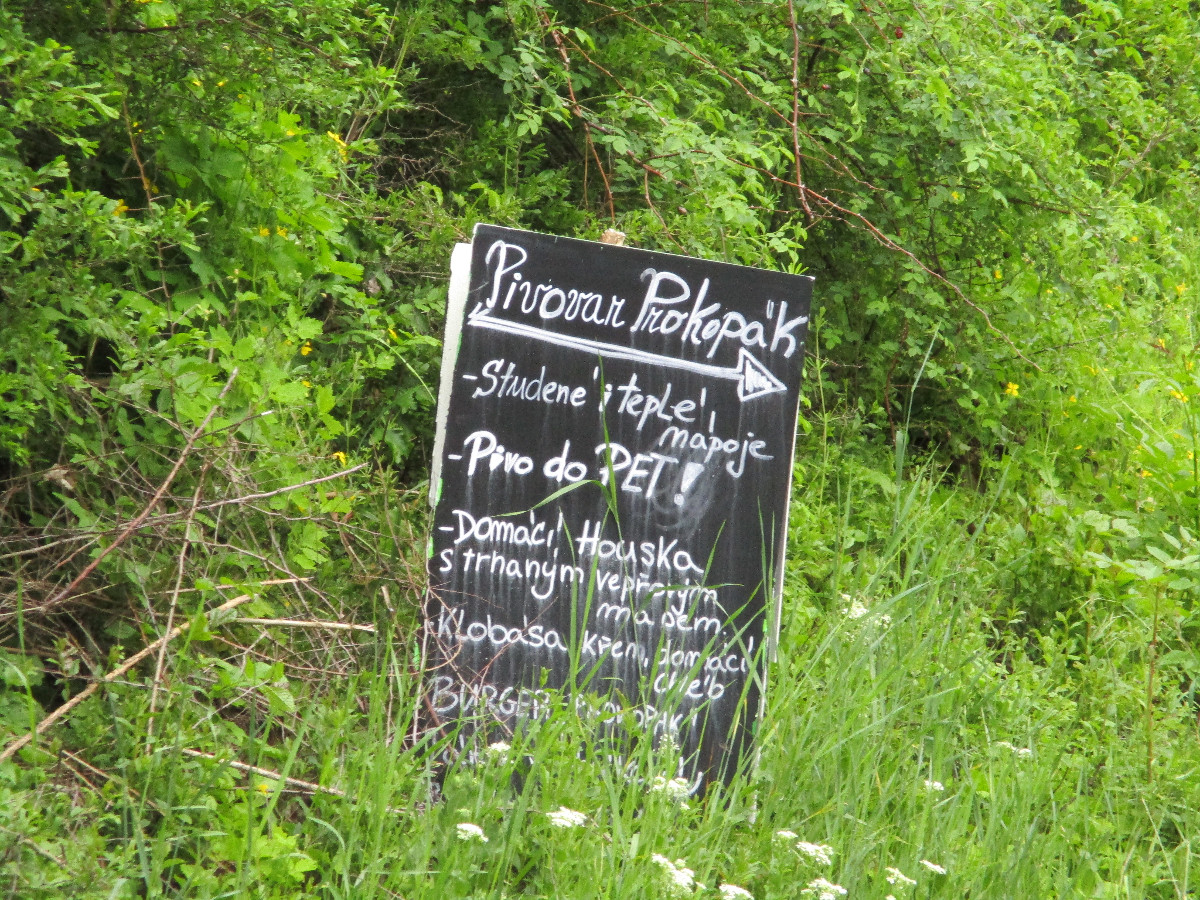 Pivovar Prokopák
-Studené i teplé
nápoje
-Pivo do PET!
-Domácí Houska
s trhaným vepřovým
masem
-Klobása křen, domácí
chléb
BURGER